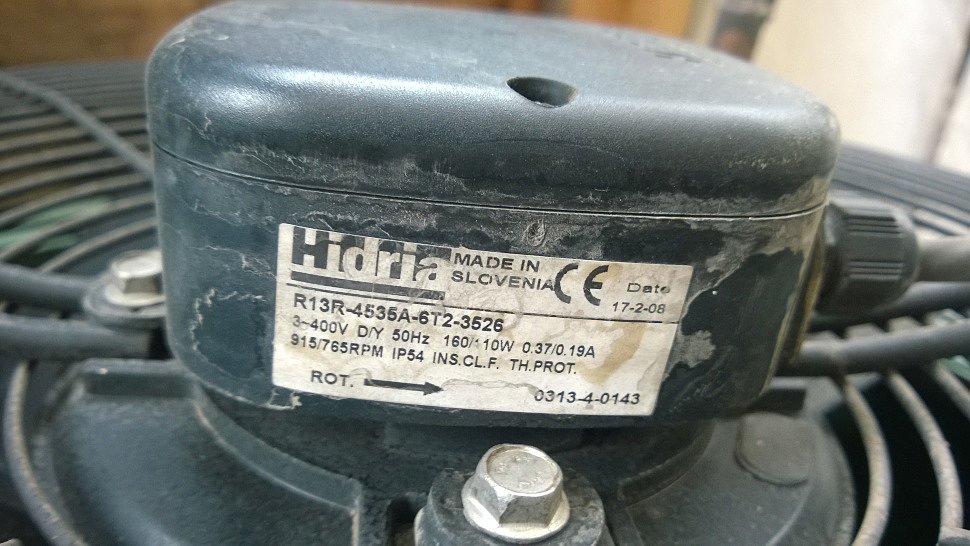 Hidria MADE IN SLOVENIA CE Date
17-2-08
R13R-4535A-6T2-3526
3~400V D/Y 50Hz 160/110W 0.37/0.19A
915/765RPM IP54 INS.CL.F. TH.PROT.
ROT. 0313-4-0143